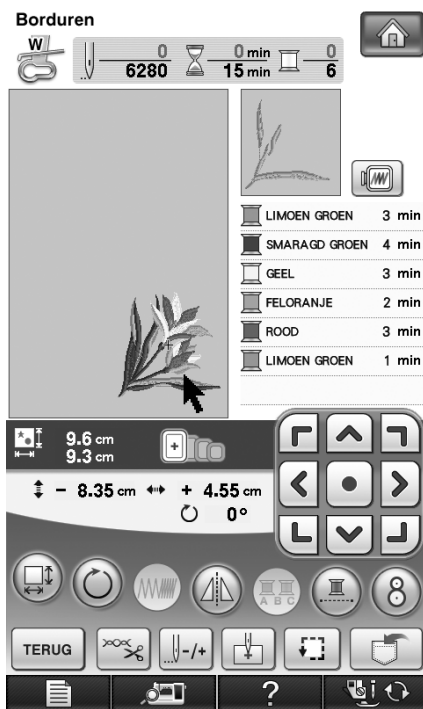 Borduren
W
0 0 min 0
6280 15 min 6
LIMOEN GROEN 3 min
SMARAGD GROEN 4 min
GEEL 3 min
FELORANJE 2 min
ROOD 3 min
LIMOEN GROEN 1 min
9.6 cm
9.3 cm
- 8.35 cm + 4.55 cm
0°
A B C
8
TERUG -/+
?